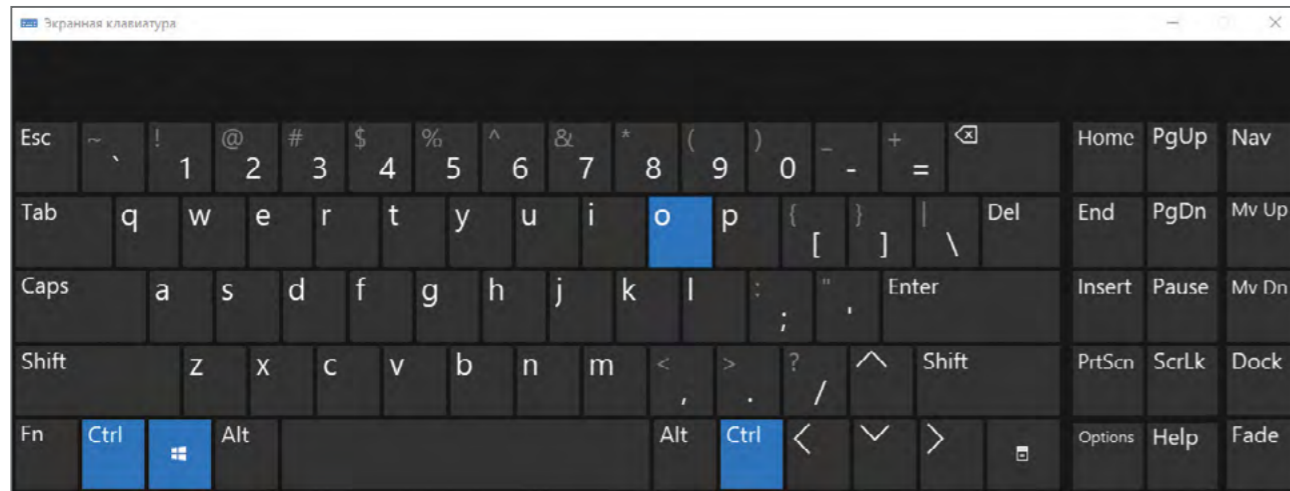 Экранная клавиатура
Esc ~ ` ! 1 @ 2 # 3 $ 4 % 5 ^ 6 & 7 * 8 ( 9 ) 0 _ - + = Home PgUp Nav
Tab q w e r t y u i o p { [ } ] | \ Del End PgDn Mv Up
Caps a s d f g h j k l : ; " ' Enter Insert Pause Mv Dn
Shift z x c v b n m < , > . ? / Shift PrtScn ScrLk Dock
Fn Ctrl Alt Alt Ctrl Options Help Fade